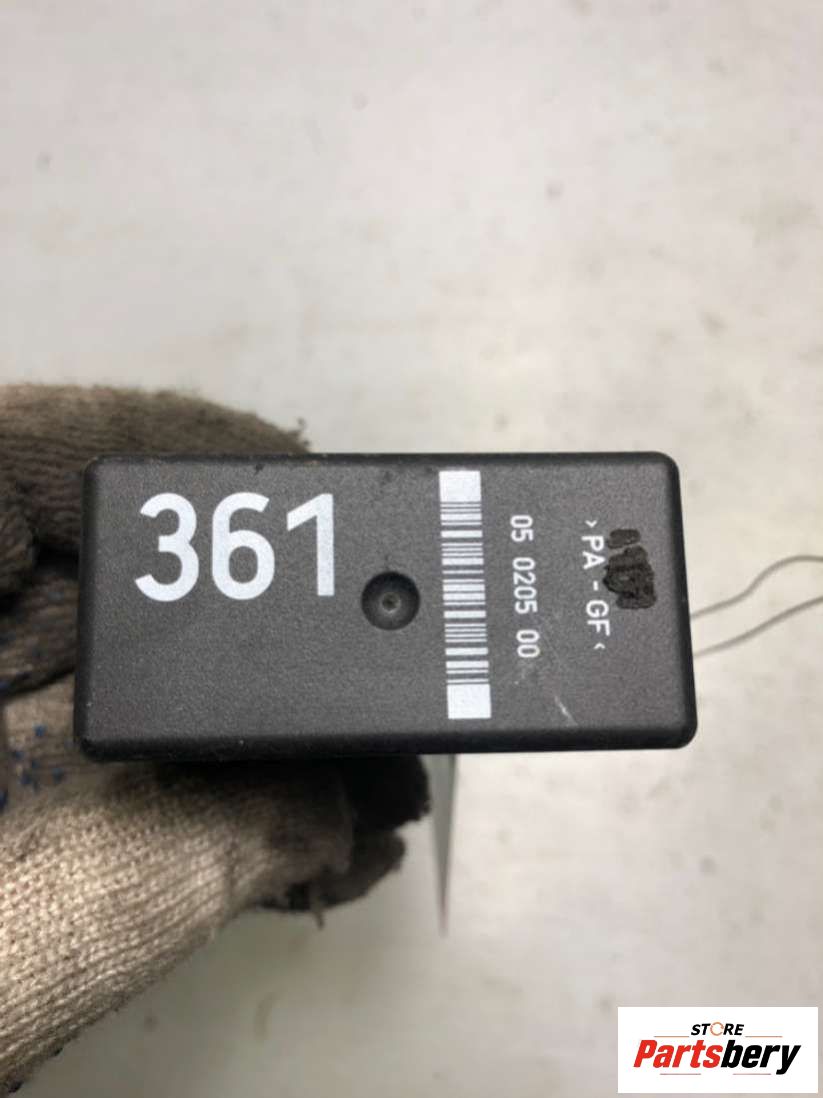 361
05 0205 00
>PA-GF<
STORE
Partsbery